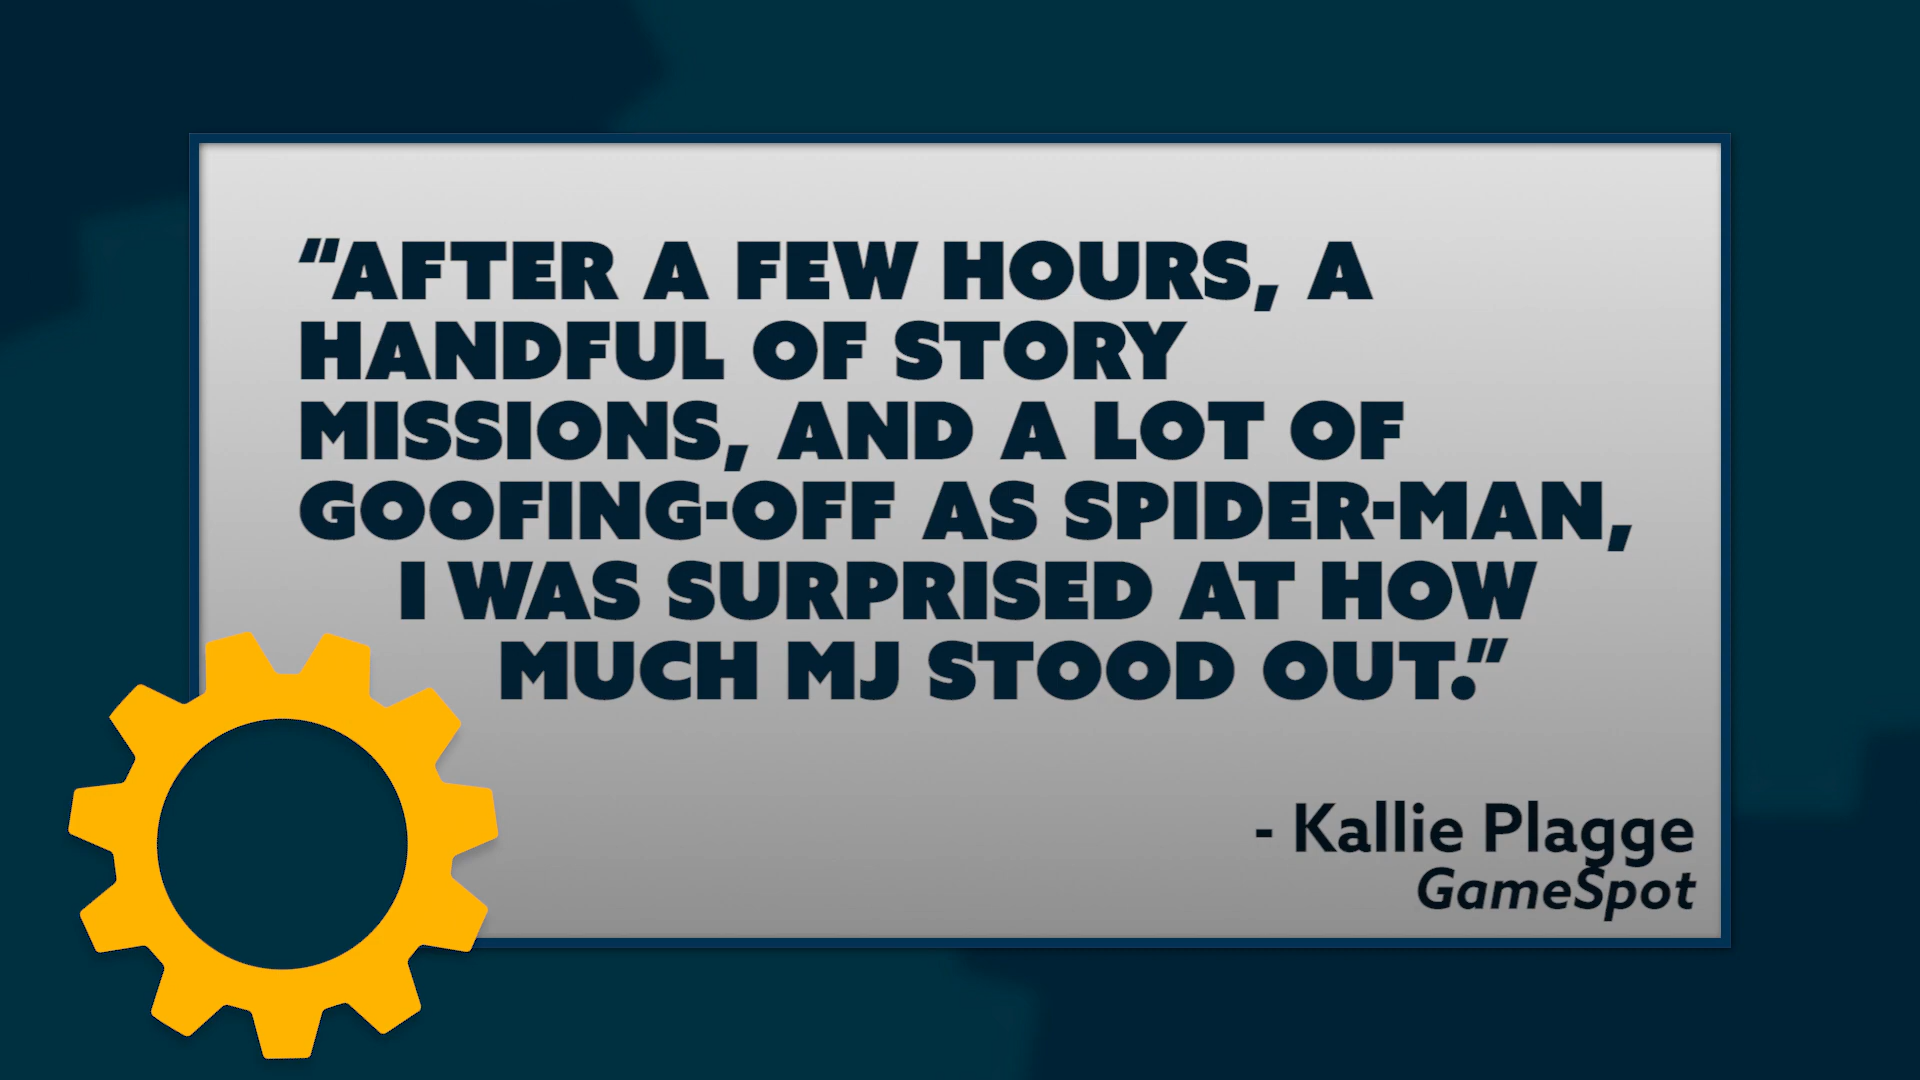 “AFTER A FEW HOURS, A
HANDFUL OF STORY
MISSIONS, AND A LOT OF
GOOFING-OFF AS SPIDER-MAN,
I WAS SURPRISED AT HOW
MUCH MJ STOOD OUT.”
- Kallie Plagge
GameSpot